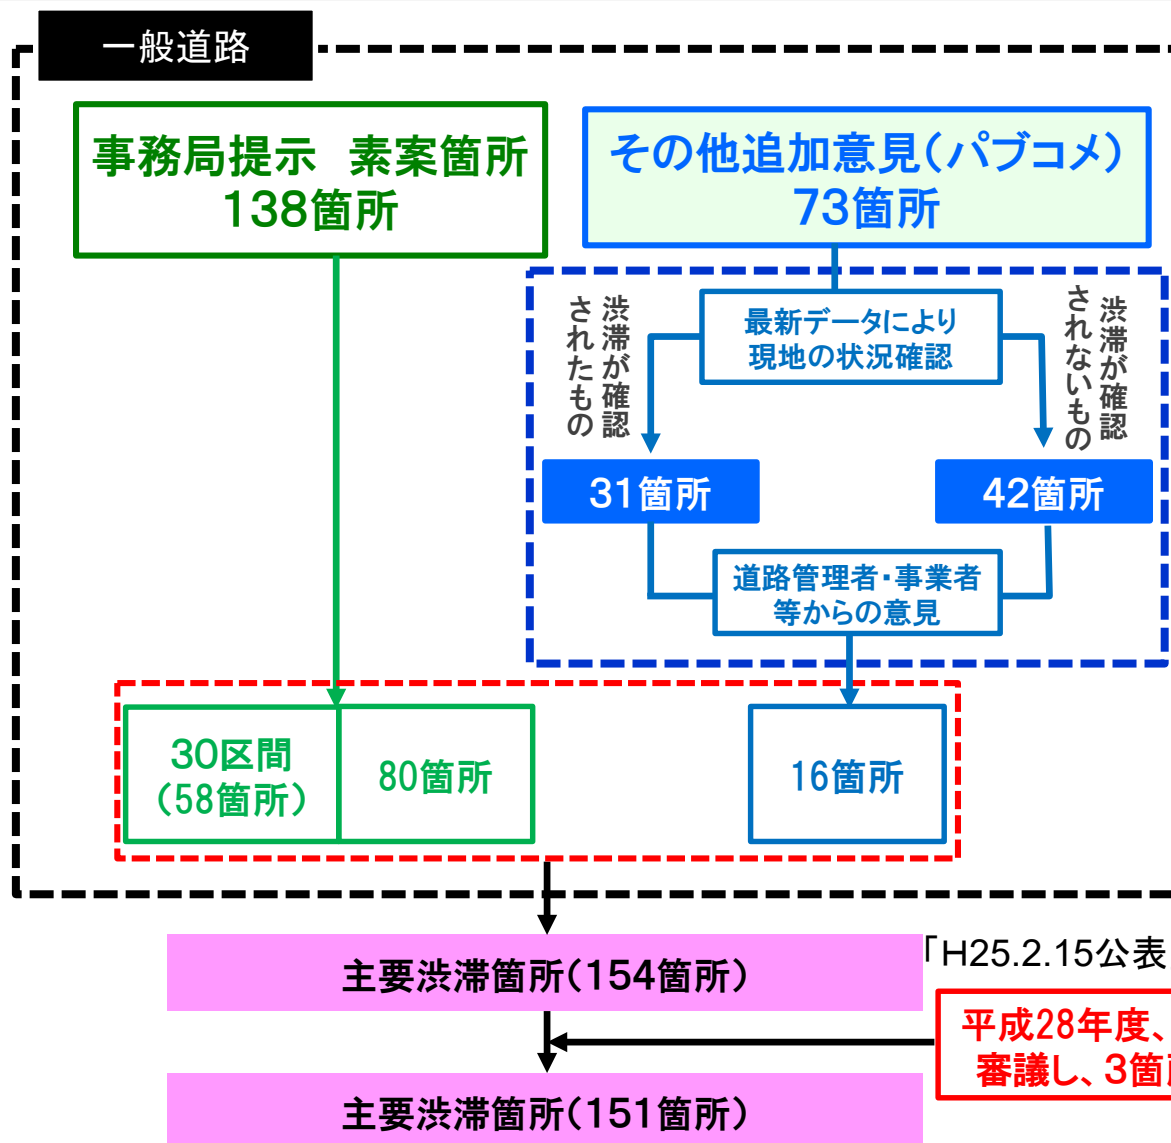 一般道路
事務局提示　素案箇所
138箇所
その他追加意見（パブコメ）
73箇所
最新データにより
現地の状況確認
渋滞が確認
されたもの
渋滞が確認
されないもの
31箇所
42箇所
道路管理者・事業者
等からの意見
30区間
（58箇所）
80箇所
16箇所
主要渋滞箇所（154箇所）
「H25.2.15公表
平成28年度、
審議し、3箇
主要渋滞箇所（151箇所）